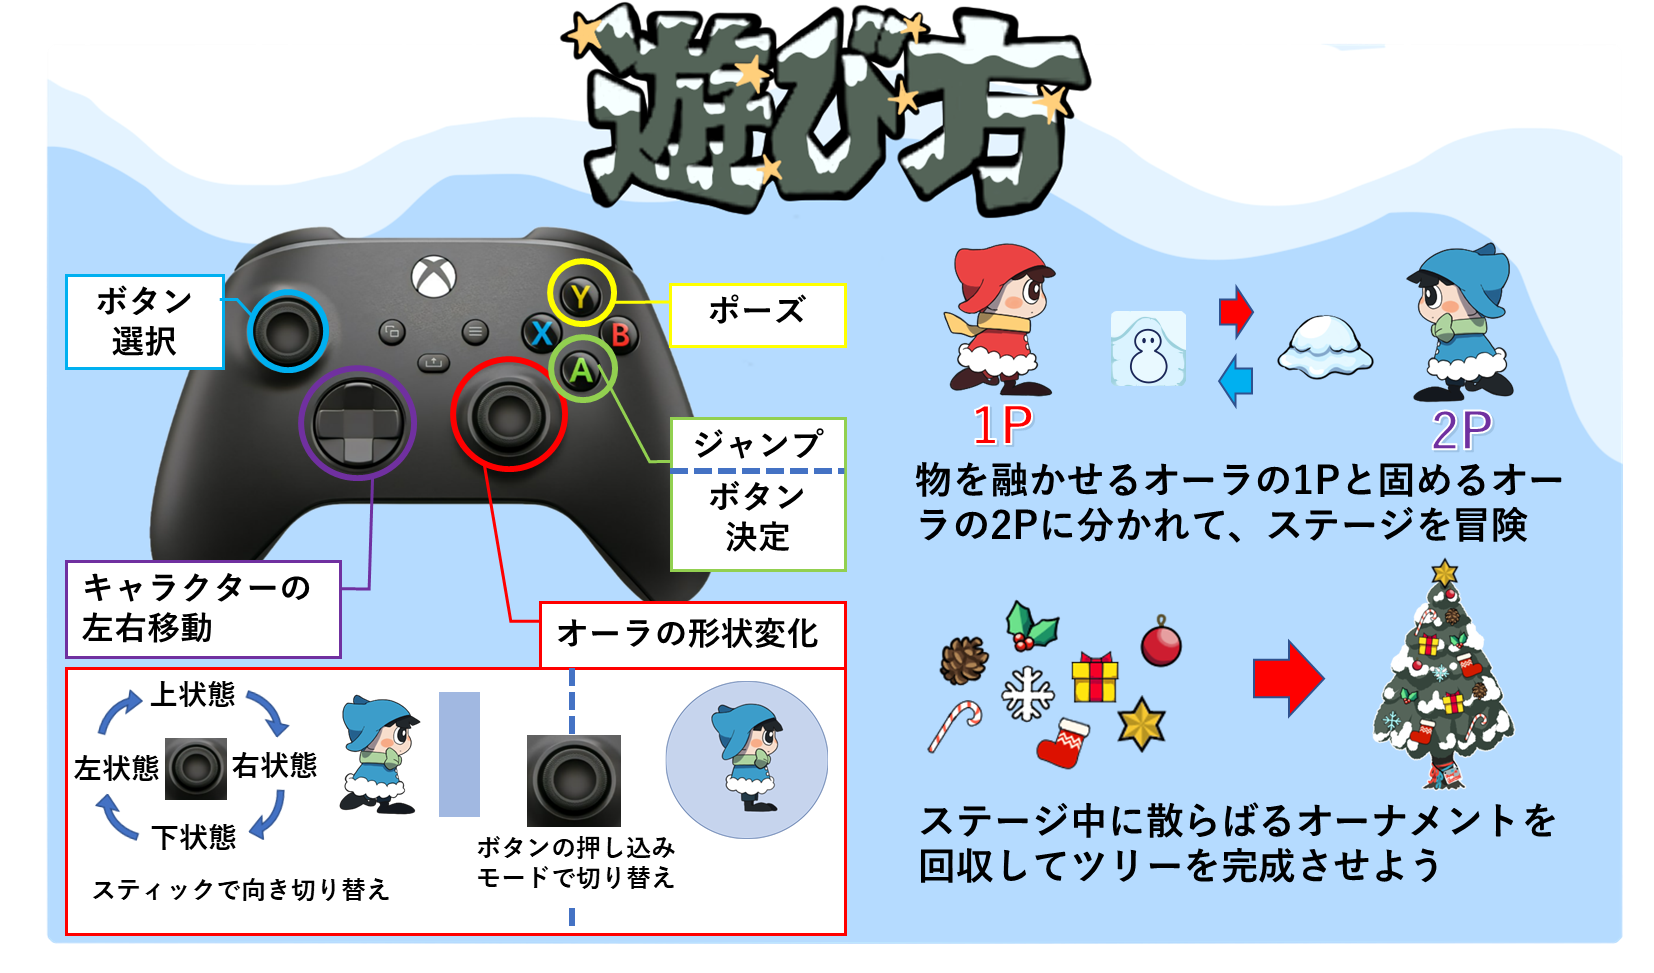 遊び方
ボタン
選択
Y
X
B
A
ポーズ
ジャンプ
ボタン
決定
キャラクターの
左右移動
オーラの形状変化
上状態
左状態
右状態
下状態
スティックで向き切り替え
ボタンの押し込み
モードで切り替え
1P
2P
物を融かせるオーラの1Pと固めるオー
ラの2Pに分かれて、ステージを冒険
ステージ中に散らばるオーナメントを
回収してツリーを完成させよう